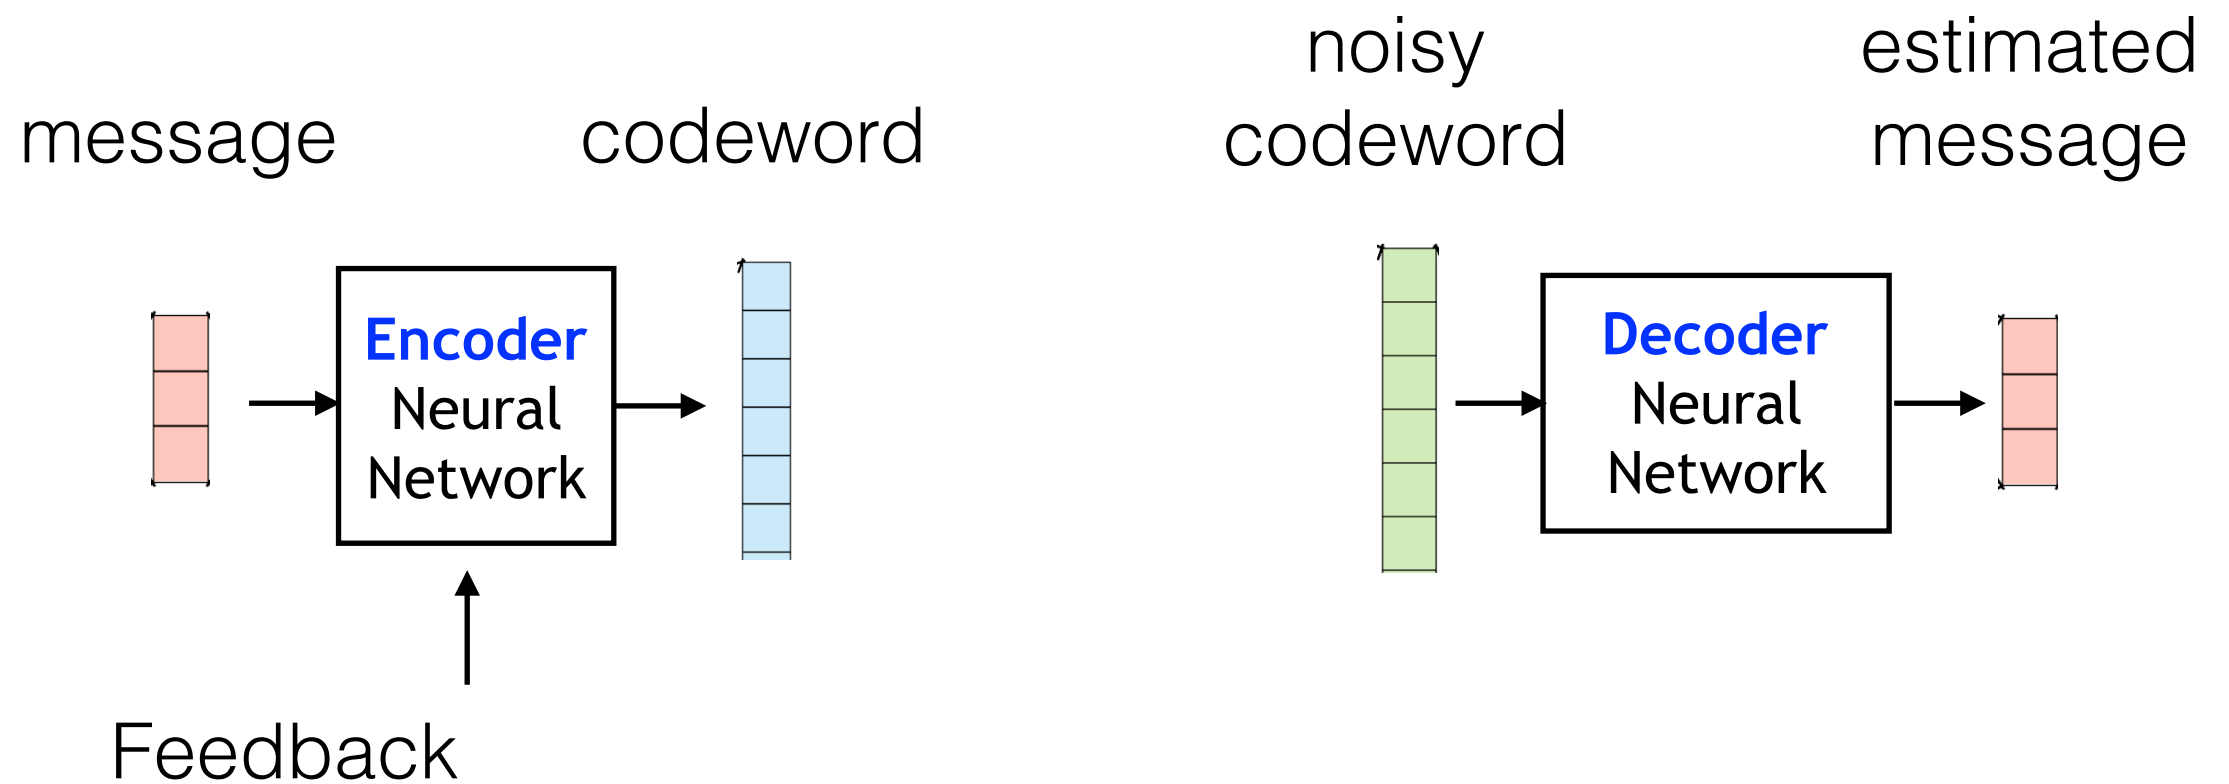 message
codeword
noisy
codeword
estimated
message
Encoder
Neural
Network
Decoder
Neural
Network
Feedback